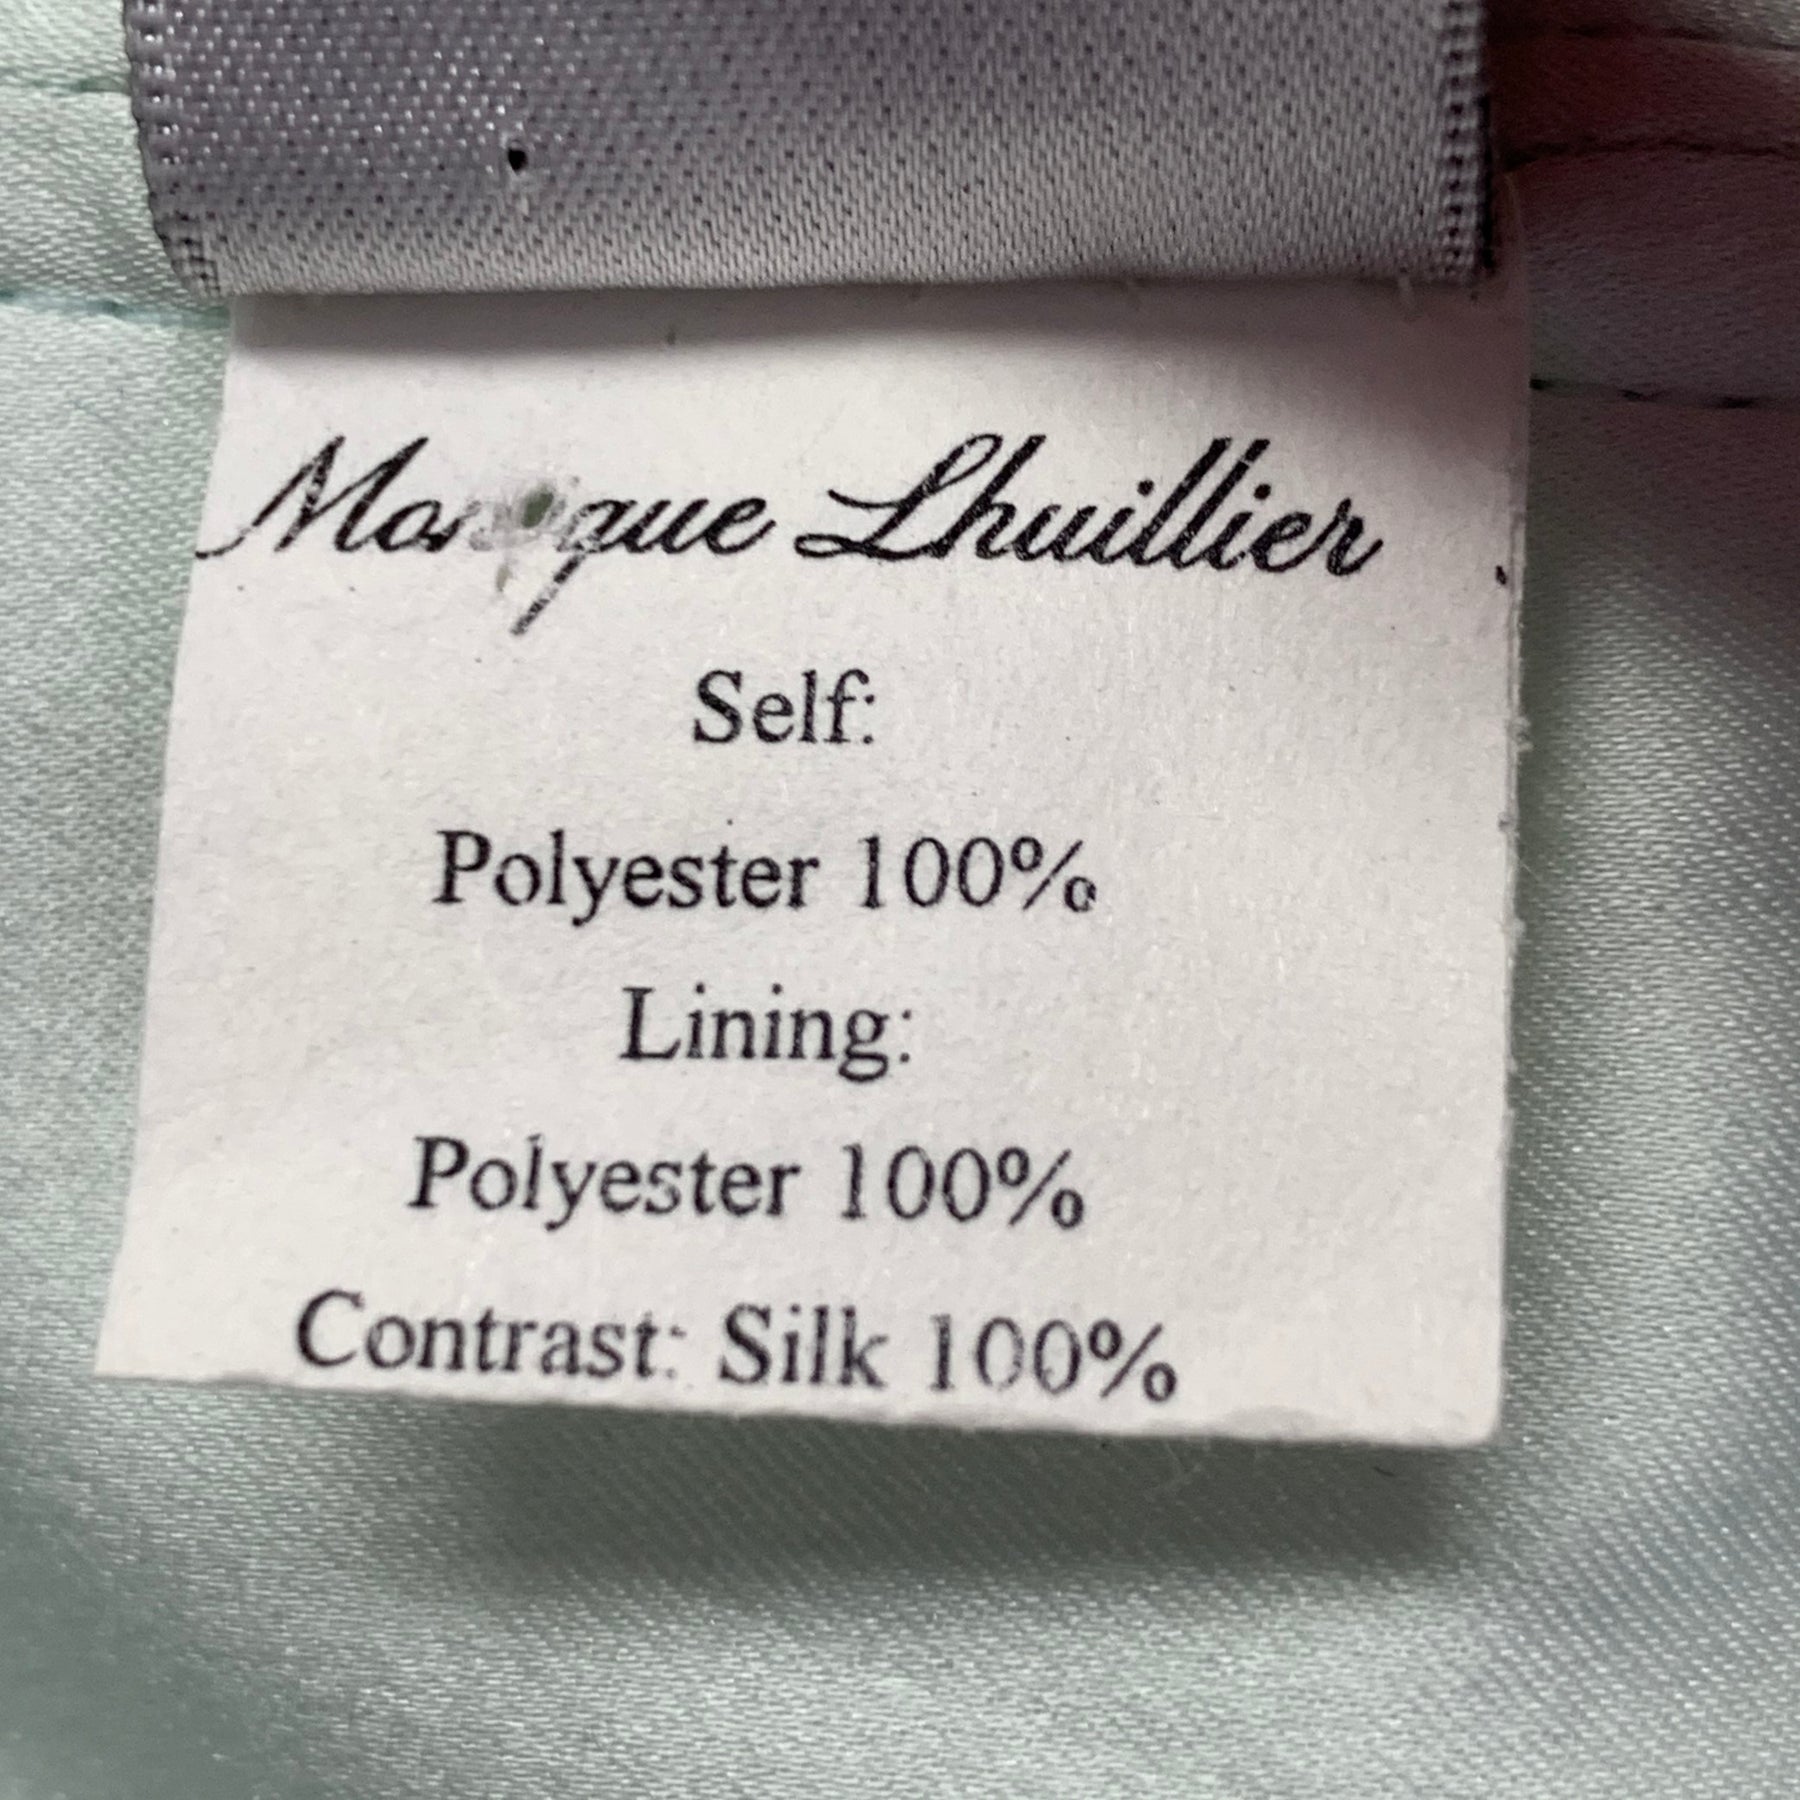 Lhuillier
Self:
Polyester 100%
Lining:
Polyester 100%
Contrast: Silk 100%